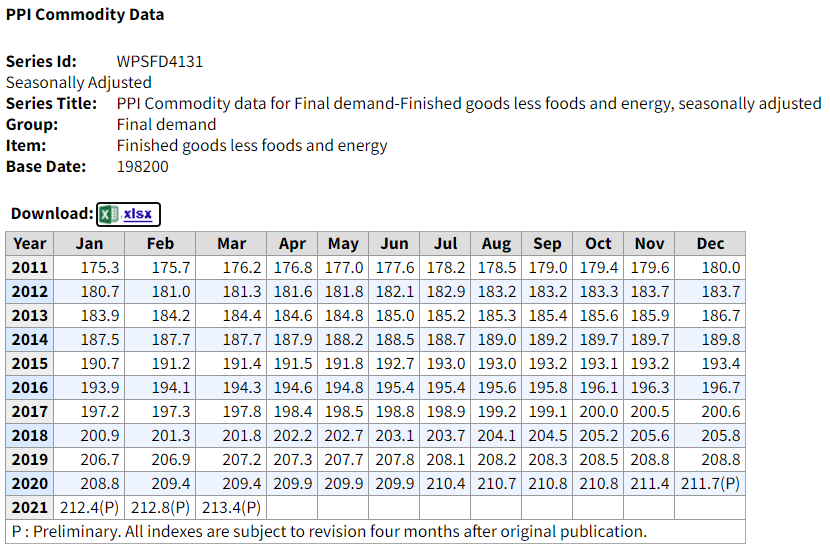 PPI Commodity Data
Series Id: WPSFD4131
Seasonally Adjusted
Series Title: PPI Commodity data for Final demand-Finished goods less foods and energy, seasonally adjusted
Group: Final demand
Item: Finished goods less foods and energy
Base Date: 198200
Download: X .xlsx
Year Jan Feb Mar Apr May Jun Jul Aug Sep Oct Nov Dec
2011 175.3 175.7 176.2 176.8 177.0 177.6 178.2 178.5 179.0 179.4 179.6 180.0
2012 180.7 181.0 181.3 181.6 181.8 182.1 182.9 183.2 183.2 183.3 183.7 183.7
2013 183.9 184.2 184.4 184.6 184.8 185.0 185.2 185.3 185.4 185.6 185.9 186.7
2014 187.5 187.7 187.7 187.9 188.2 188.5 188.7 189.0 189.2 189.7 189.7 189.8
2015 190.7 191.2 191.4 191.5 191.8 192.7 193.0 193.0 193.2 193.1 193.2 193.4
2016 193.9 194.1 194.3 194.6 194.8 195.4 195.4 195.6 195.8 196.1 196.3 196.7
2017 197.2 197.3 197.8 198.4 198.5 198.8 198.9 199.2 199.1 200.0 200.5 200.6
2018 200.9 201.3 201.8 202.2 202.7 203.1 203.7 204.1 204.5 205.2 205.6 205.8
2019 206.7 206.9 207.2 207.3 207.7 207.8 208.1 208.2 208.3 208.5 208.8 208.8
2020 208.8 209.4 209.4 209.9 209.9 209.9 210.4 210.7 210.8 210.8 211.4 211.7(P)
2021 212.4(P) 212.8(P) 213.4(P)
P : Preliminary. All indexes are subject to revision four months after original publication.